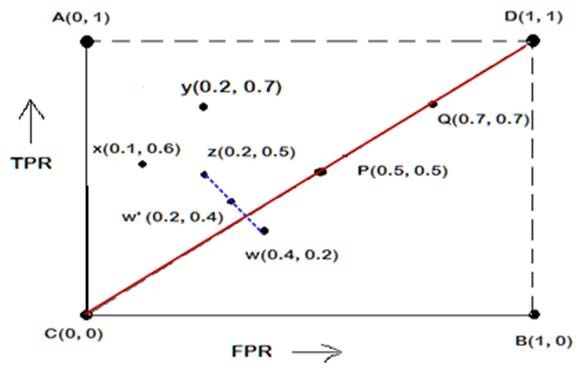 A(0, 1)
D(1, 1)
y(0.2, 0.7)
Q(0.7, 0.7)
x(0.1, 0.6)
z(0.2, 0.5)
TPR
P(0.5, 0.5)
w' (0.2, 0.4)
w(0.4, 0.2)
C(0, 0)
FPR
B(1, 0)